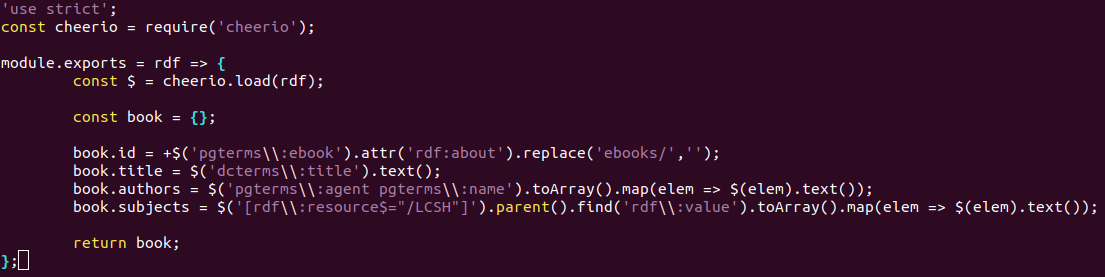 'use strict';
const cheerio = require('cheerio');
module.exports = rdf => {
const $ = cheerio.load(rdf);
const book = {};
book.id = +$('pgterms\\:ebook').attr('rdf:about').replace('ebooks/','');
book.title = $('dcterms\\:title').text();
book.authors = $('pgterms\\:agent pgterms\\:name').toArray().map(elem => $(elem).text());
book.subjects = $('[rdf\\:resource$="/LCSH"]').parent().find('rdf\\:value').toArray().map(elem => $(elem).text());
return book;
};